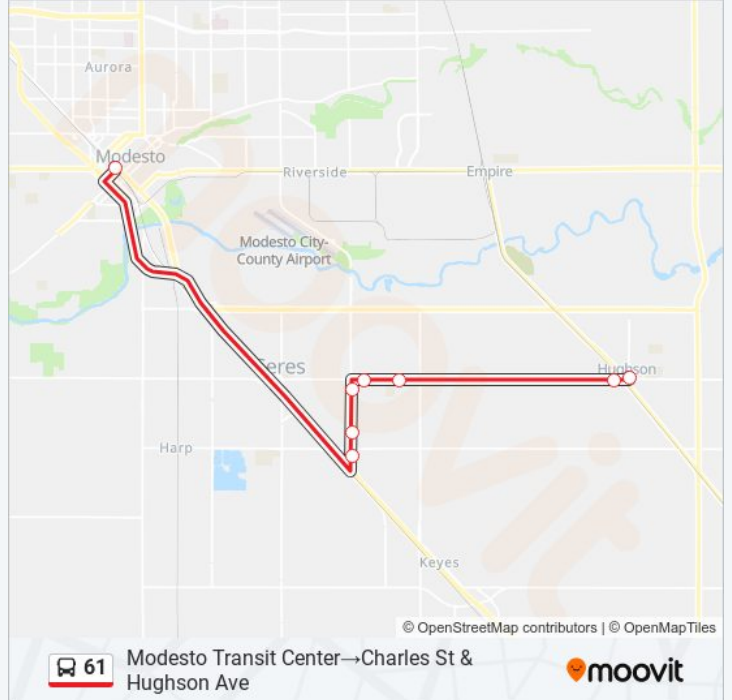 Aurora
Modesto
Riverside
Empire
Modesto City-
County Airport
Ceres
Hughson
Harp
Keyes
© OpenStreetMap contributors | © OpenMapTiles
61
Modesto Transit Center→Charles St &
Hughson Ave
moovit
moovit